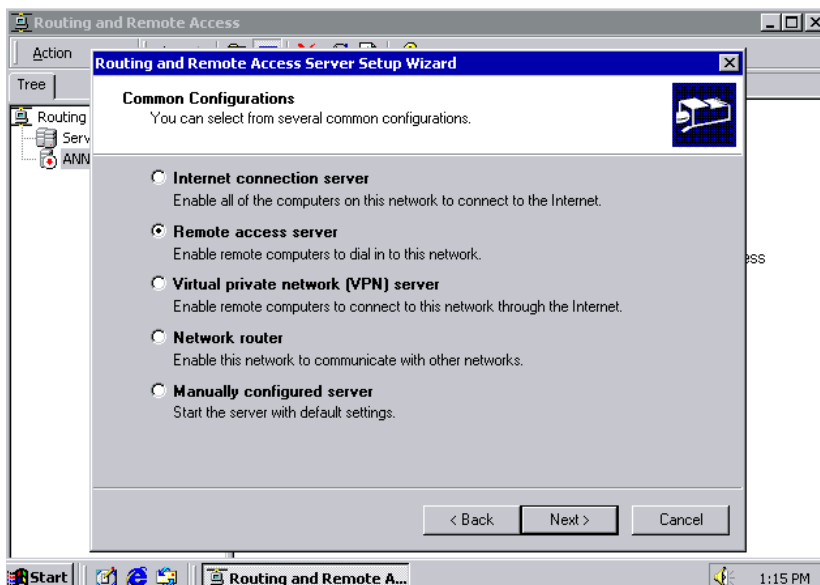 Routing and Remote Access
Action
Tree
Routing
Serv
ANN
Routing and Remote Access Server Setup Wizard
Common Configurations
You can select from several common configurations.
Internet connection server
Enable all of the computers on this network to connect to the Internet.
Remote access server
Enable remote computers to dial in to this network.
Virtual private network (VPN) server
Enable remote computers to connect to this network through the Internet.
Network router
Enable this network to communicate with other networks.
Manually configured server
Start the server with default settings.
< Back Next > Cancel
Start Routing and Remote A... 1:15 PM